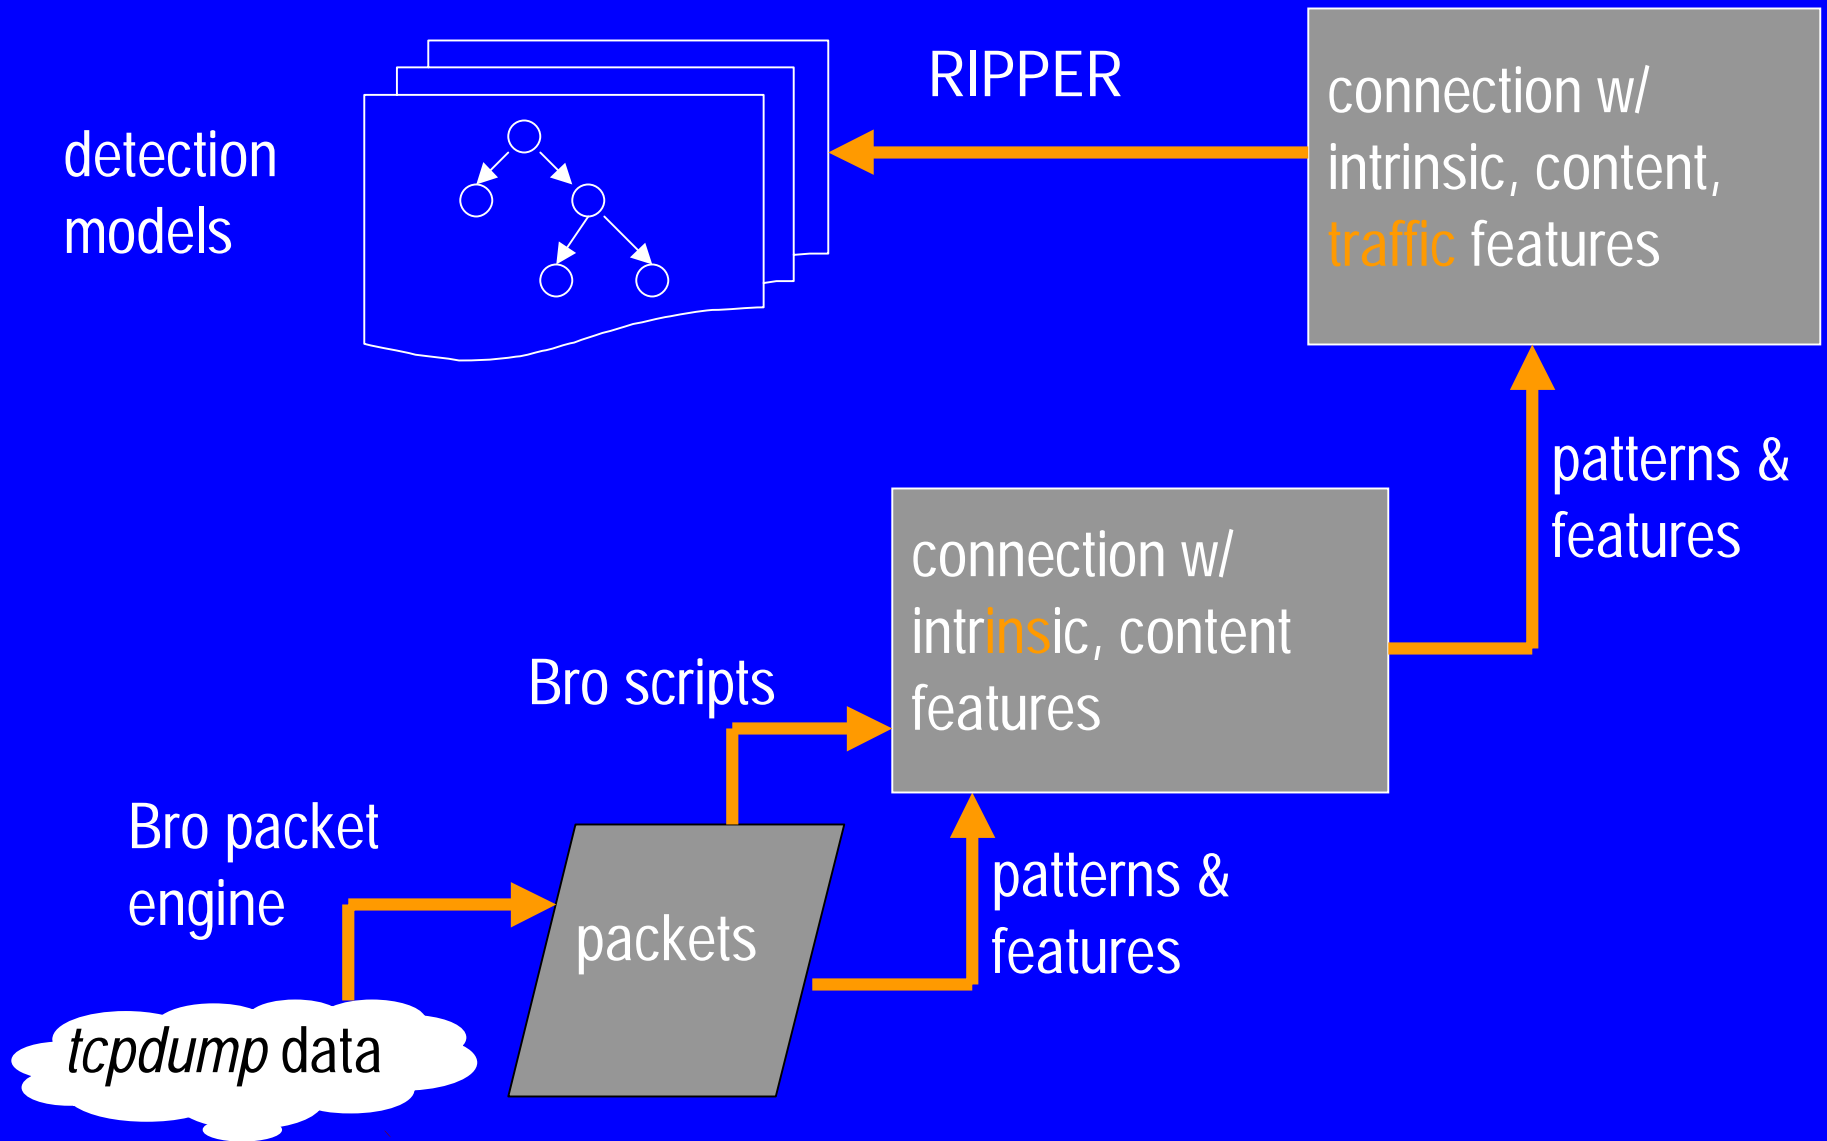 RIPPER
connection w/
intrinsic, content,
traffic features
detection
models
patterns &
features
connection w/
intrinsic, content
features
Bro scripts
Bro packet
engine
patterns &
features
packets
tcpdump data